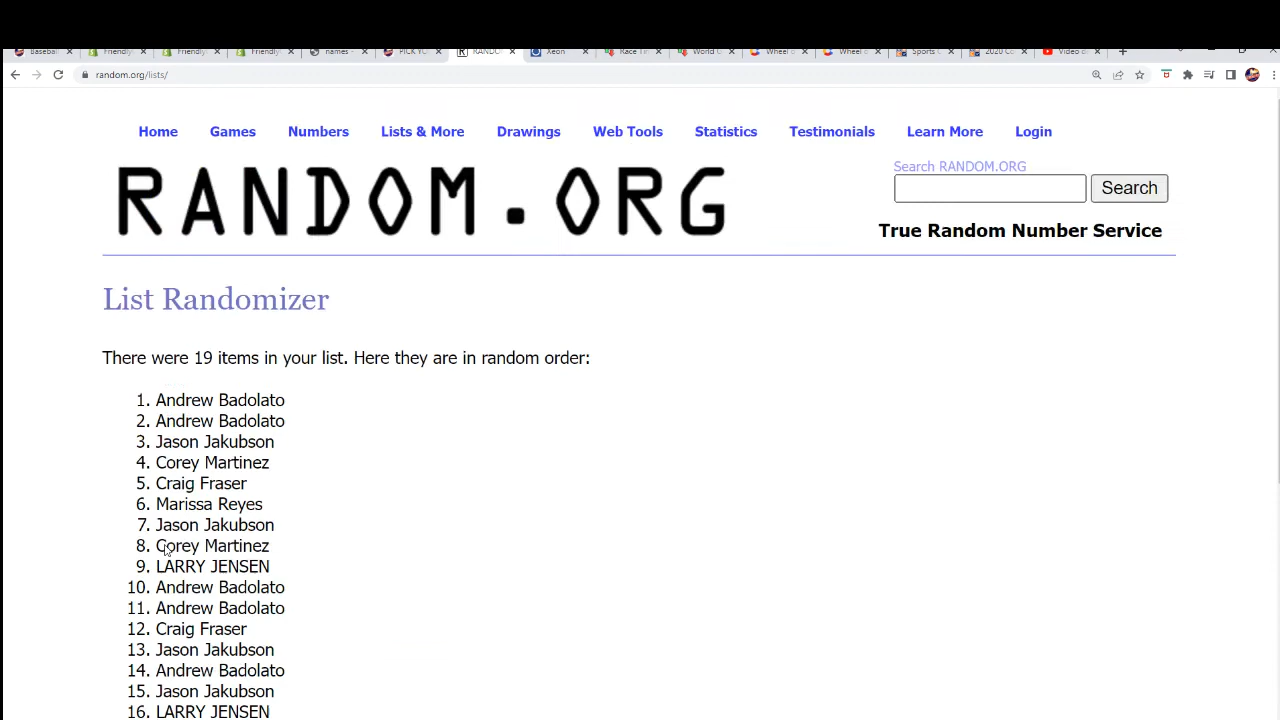 Baseball
Friendly
Friendly
Friendly
names -
PICK YO
RANDO
Xeon
Race Tin
World C
Wheel o
Wheel o
Sports C
2020 Co
Video d
random.org/lists/
Home Games Numbers Lists & More Drawings Web Tools Statistics Testimonials Learn More Login
RANDOM.ORG
Search RANDOM.ORG
Search
True Random Number Service
List Randomizer
There were 19 items in your list. Here they are in random order:
1. Andrew Badolato
2. Andrew Badolato
3. Jason Jakubson
4. Corey Martinez
5. Craig Fraser
6. Marissa Reyes
7. Jason Jakubson
8. Corey Martinez
9. LARRY JENSEN
10. Andrew Badolato
11. Andrew Badolato
12. Craig Fraser
13. Jason Jakubson
14. Andrew Badolato
15. Jason Jakubson
16. LARRY JENSEN